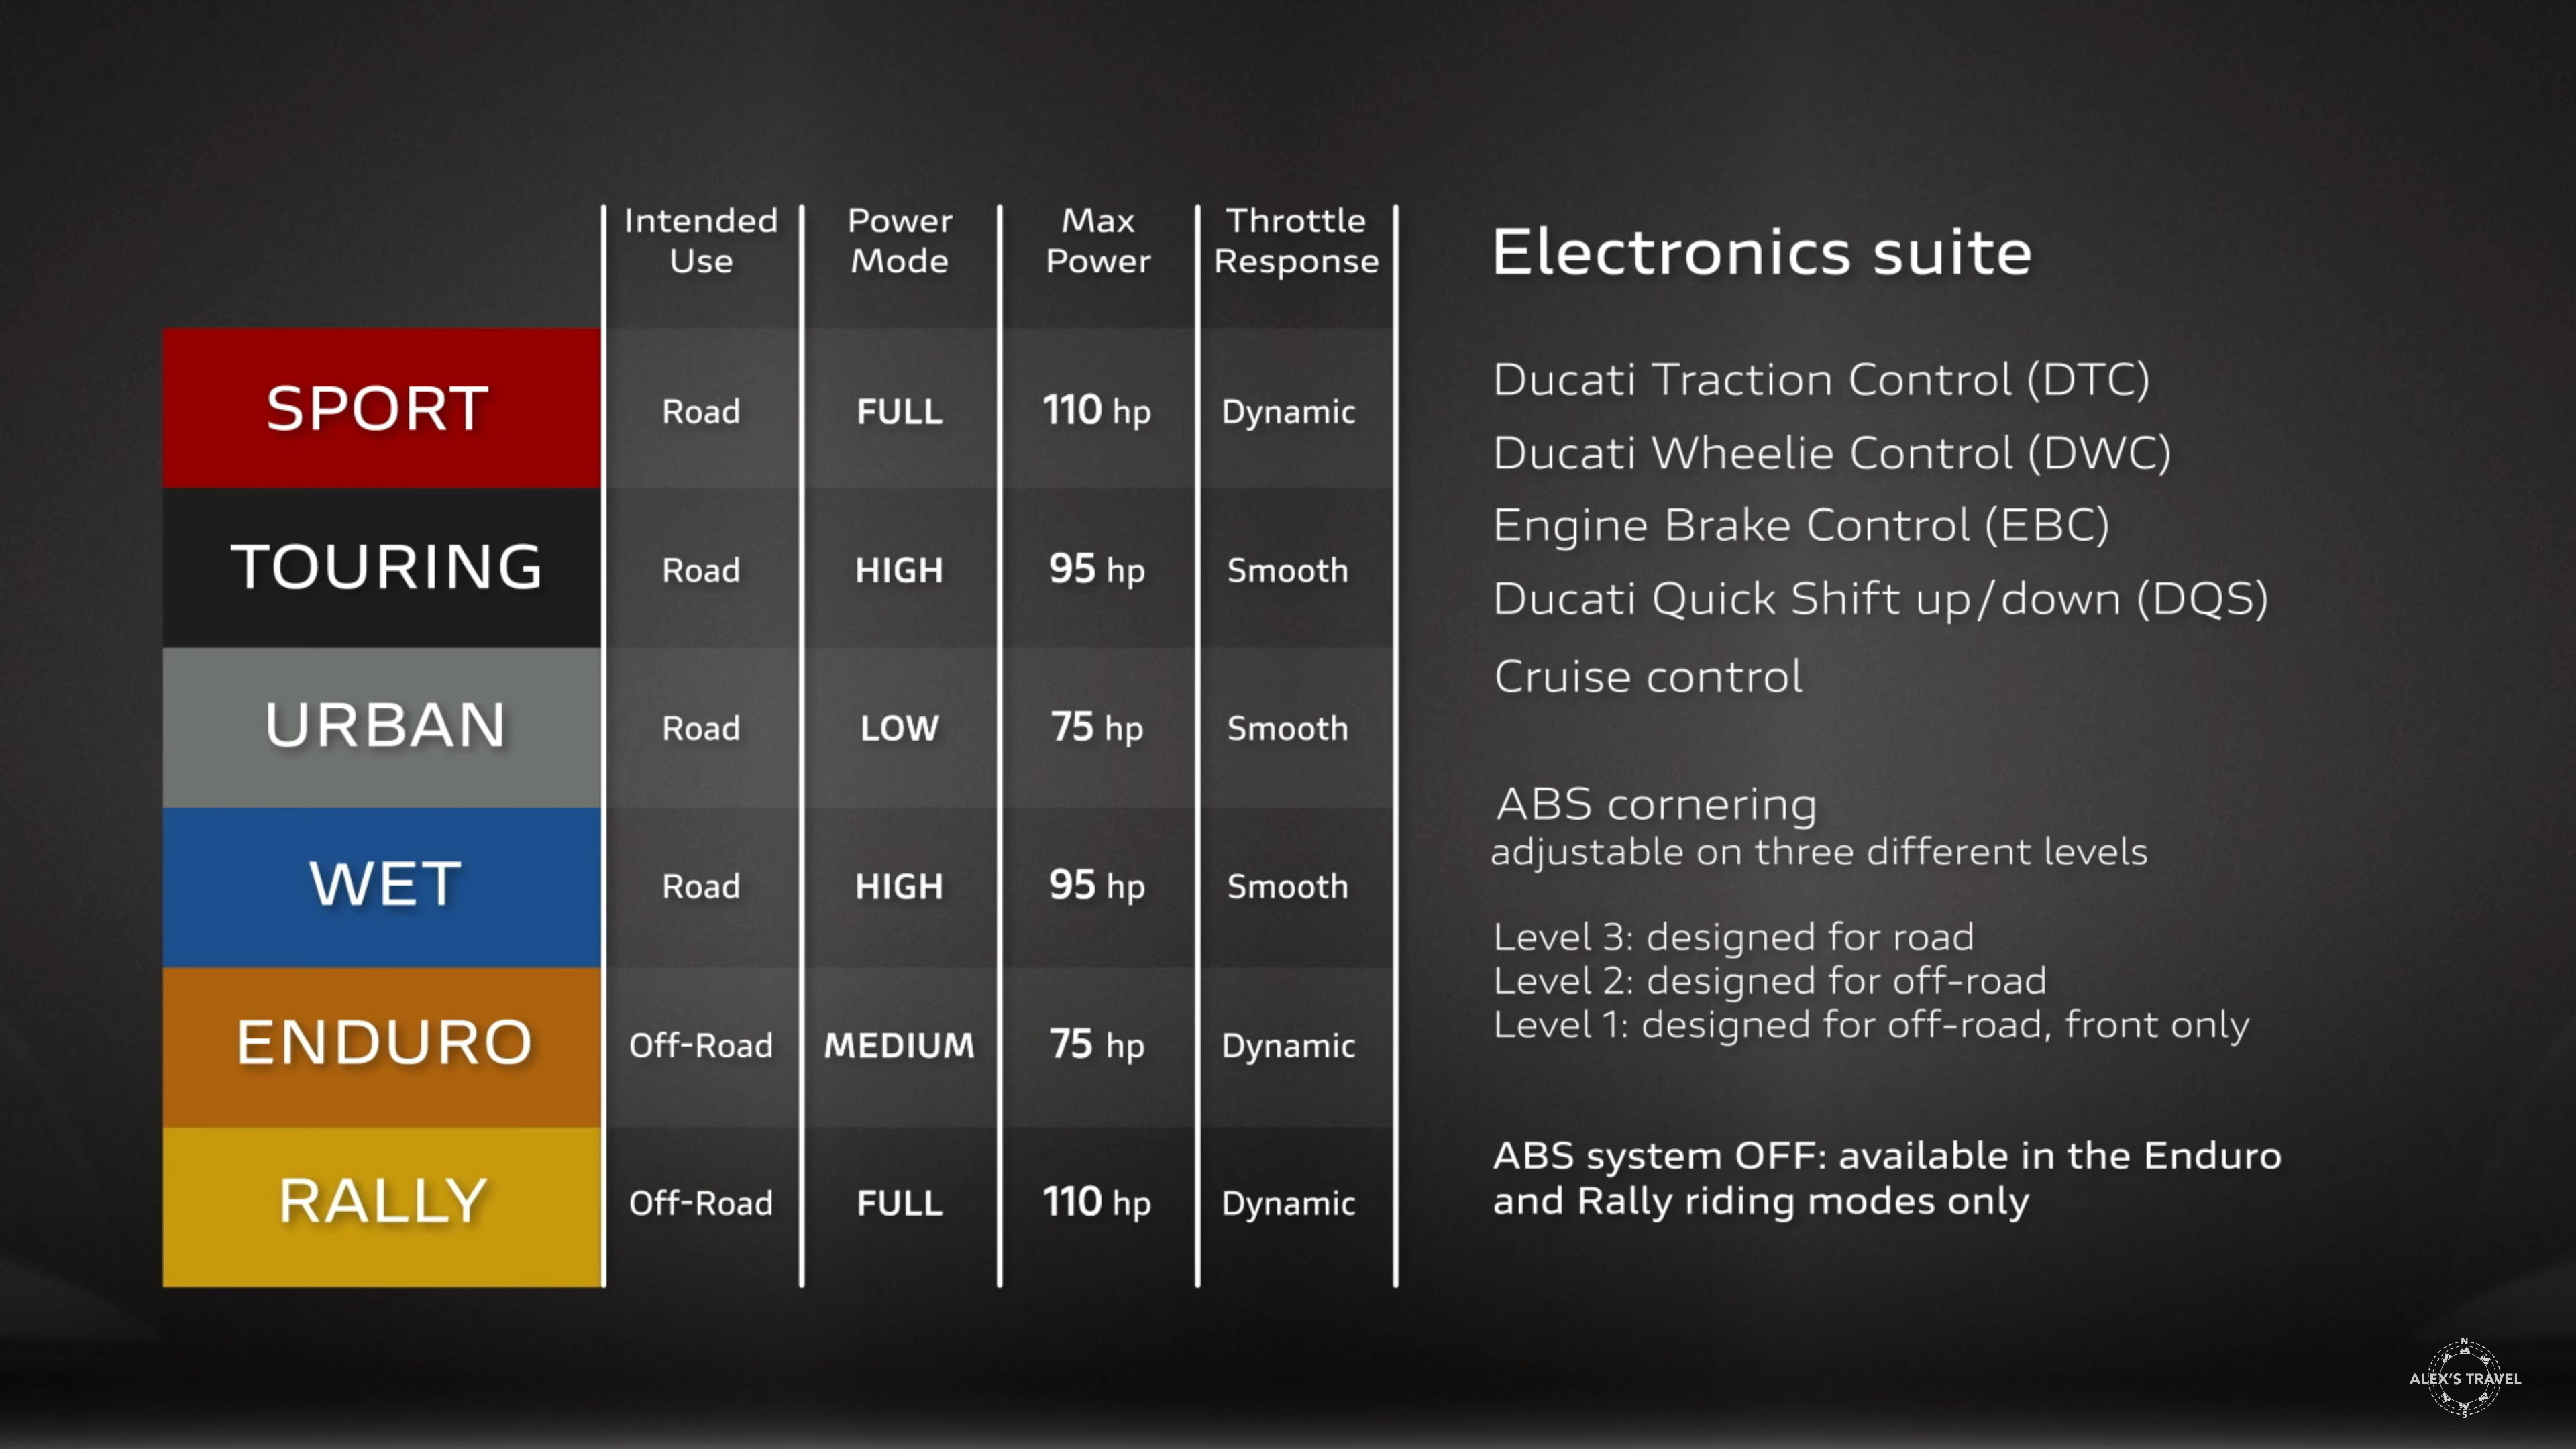 Intended Use
Power Mode
Max Power
Throttle Response
SPORT Road FULL 110 hp Dynamic
TOURING Road HIGH 95 hp Smooth
URBAN Road LOW 75 hp Smooth
WET Road HIGH 95 hp Smooth
ENDURO Off-Road MEDIUM 75 hp Dynamic
RALLY Off-Road FULL 110 hp Dynamic
Electronics suite
Ducati Traction Control (DTC)
Ducati Wheelie Control (DWC)
Engine Brake Control (EBC)
Ducati Quick Shift up/down (DQS)
Cruise control
ABS cornering
adjustable on three different levels
Level 3: designed for road
Level 2: designed for off-road
Level 1: designed for off-road, front only
ABS system OFF: available in the Enduro
and Rally riding modes only
N
ALEX'S TRAVEL
S